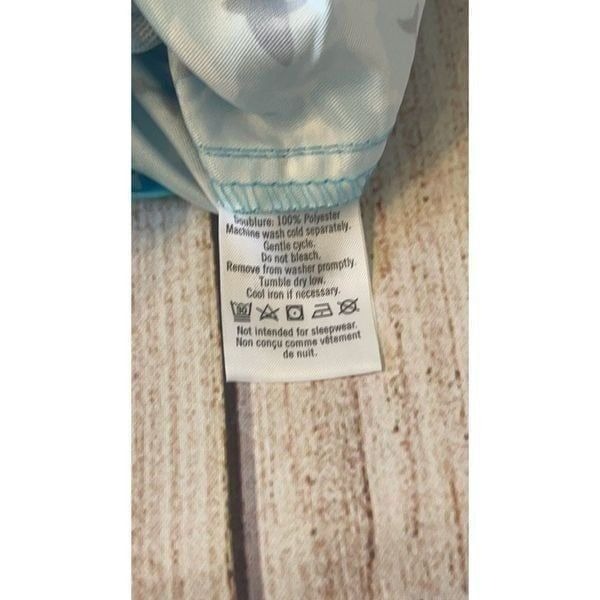 Doublure: 100% Polyester
Machine wash cold separately.
Gentle cycle.
Do not bleach.
Remove from washer promptly.
Tumble dry low.
Cool iron if necessary.
30
Not intended for sleepwear.
Non conçu comme vêtement
de nuit.